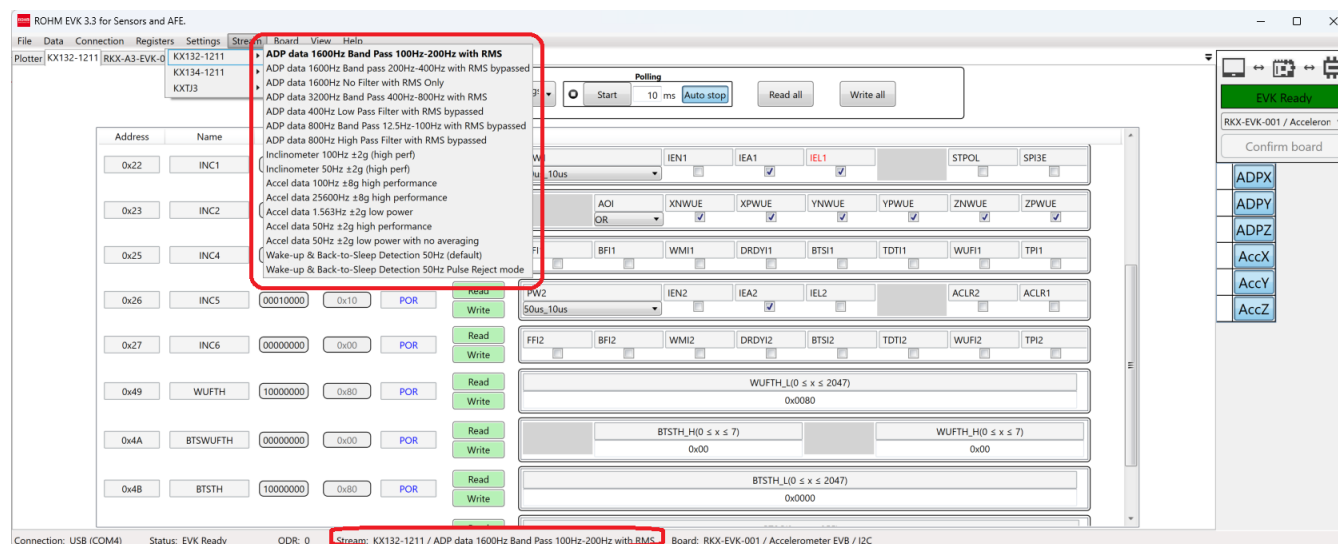 ROHM EVK 3.3 for Sensors and AFE.
File Data Connection Registers Settings Stream Board View Help
Plotter KX132-1211 RKX-A3-EVK-0
KX132-1211
KX134-1211
KXTJ3
ADP data 1600Hz Band Pass 100Hz-200Hz with RMS
ADP data 1600Hz Band pass 200Hz-400Hz with RMS bypassed
ADP data 1600Hz No Filter with RMS Only
ADP data 3200Hz Band Pass 400Hz-800Hz with RMS
ADP data 400Hz Low Pass Filter with RMS bypassed
ADP data 800Hz Band Pass 12.5Hz-100Hz with RMS bypassed
ADP data 800Hz High Pass Filter with RMS bypassed
Inclinometer 100Hz ±2g (high perf)
Inclinometer 50Hz ±2g (high perf)
Accel data 100Hz ±8g high performance
Accel data 25600Hz ±8g high performance
Accel data 1.563Hz ±2g low power
Accel data 50Hz ±2g high performance
Accel data 50Hz ±2g low power with no averaging
Wake-up & Back-to-Sleep Detection 50Hz (default)
Wake-up & Back-to-Sleep Detection 50Hz Pulse Reject mode
Polling
Start 10 ms Auto stop Read all Write all
EVK Ready
RKX-EVK-001 / Acceleron
Confirm board
ADPX
ADPY
ADPZ
AccX
AccY
AccZ
Address Name
0x22 INC1 IEN1 IEA1 IEL1 STPOL SPI3E
0us_10us
0x23 INC2 AOI XNWUE XPWUE YNWUE YPWUE ZNWUE ZPWUE
OR
0x25 INC4 BFI1 WMI1 DRDYI1 BTSI1 TDTI1 WUFI1 TPI1
0x26 INC5 00010000 0x10 POR Read Write PW2 IEN2 IEA2 IEL2 ACLR2 ACLR1
50us_10us
0x27 INC6 00000000 0x00 POR Read Write FFI2 BFI2 WMI2 DRDYI2 BTSI2 TDTI2 WUFI2 TPI2
0x49 WUFTH 10000000 0x80 POR Read Write WUFTH_L(0 ≤ x ≤ 2047)
0x0080
0x4A BTSWUFTH 00000000 0x00 POR Read Write BTSTH_H(0 ≤ x ≤ 7) WUFTH_H(0 ≤ x ≤ 7)
0x00 0x00
0x4B BTSTH 10000000 0x80 POR Read Write BTSTH_L(0 ≤ x ≤ 2047)
0x0000
Connection: USB (COM4) Status: EVK Ready ODR: 0 Stream: KX132-1211 / ADP data 1600Hz Band Pass 100Hz-200Hz with RMS Board: RKX-EVK-001 / Accelerometer EVB / I2C